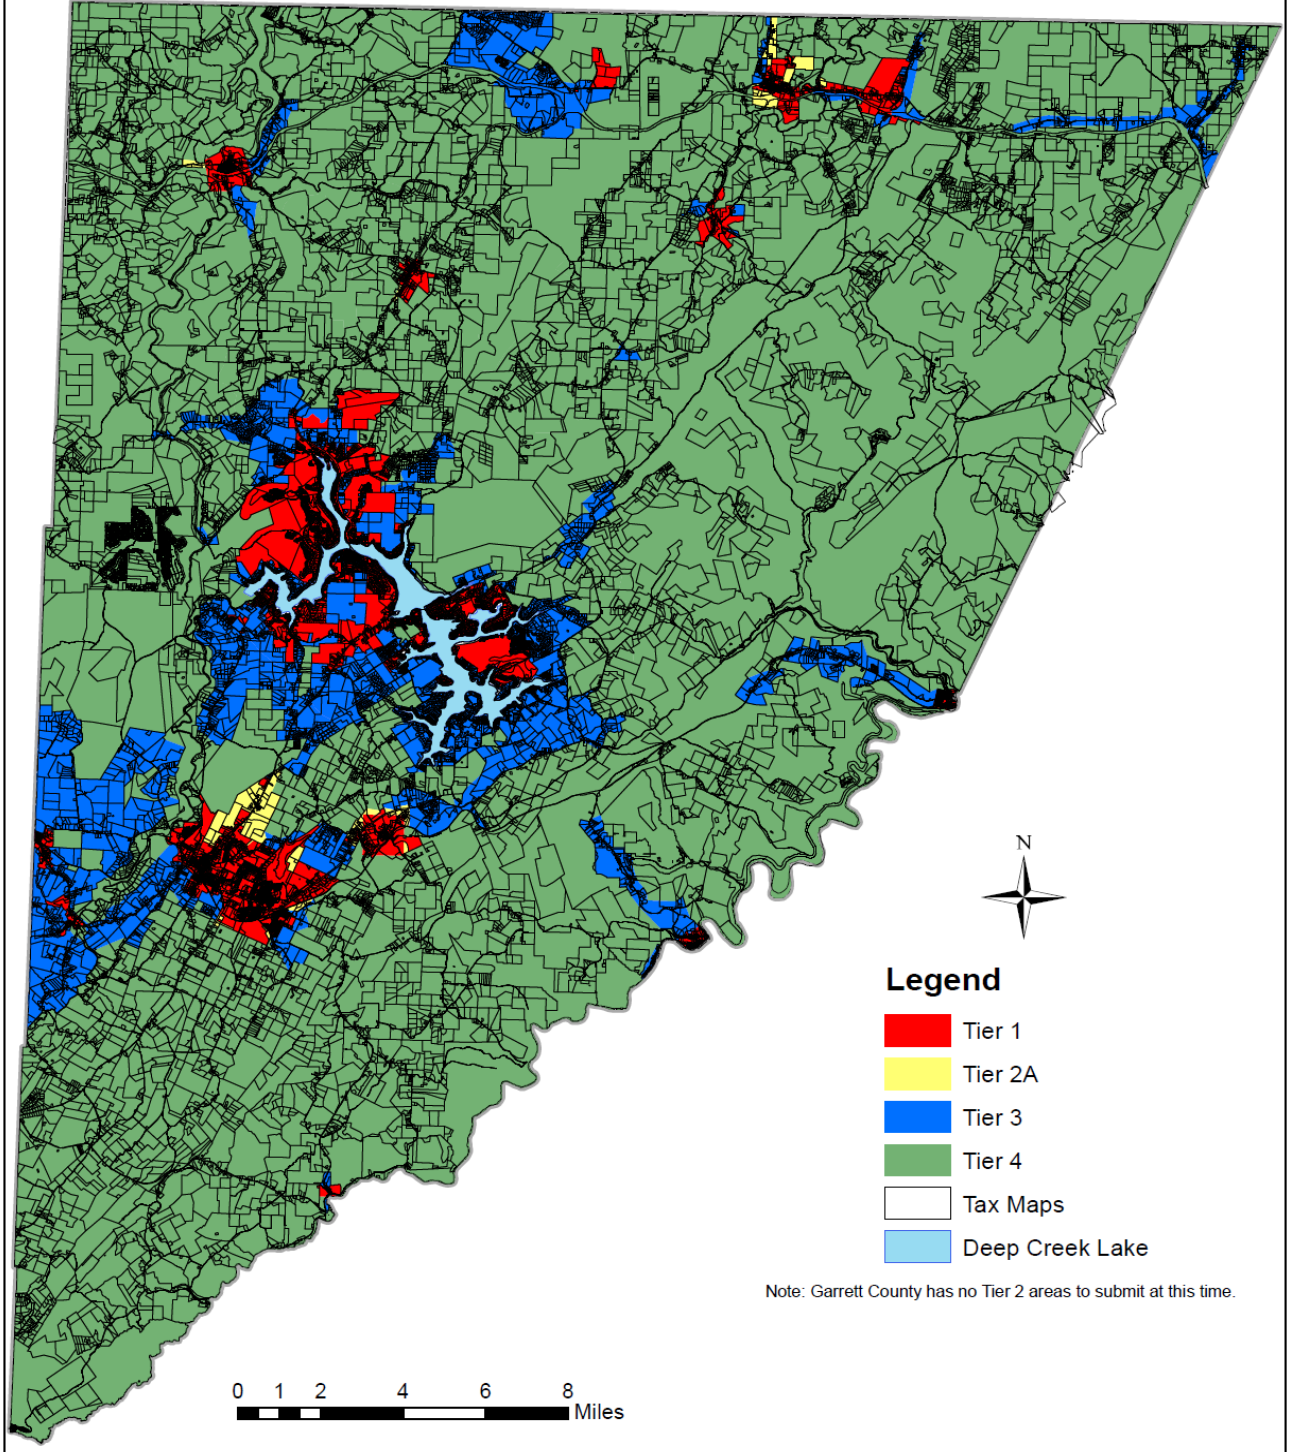 N
Legend
Tier 1
Tier 2A
Tier 3
Tier 4
Tax Maps
Deep Creek Lake
Note: Garrett County has no Tier 2 areas to submit at this time.
0 1 2 4 6 8
Miles